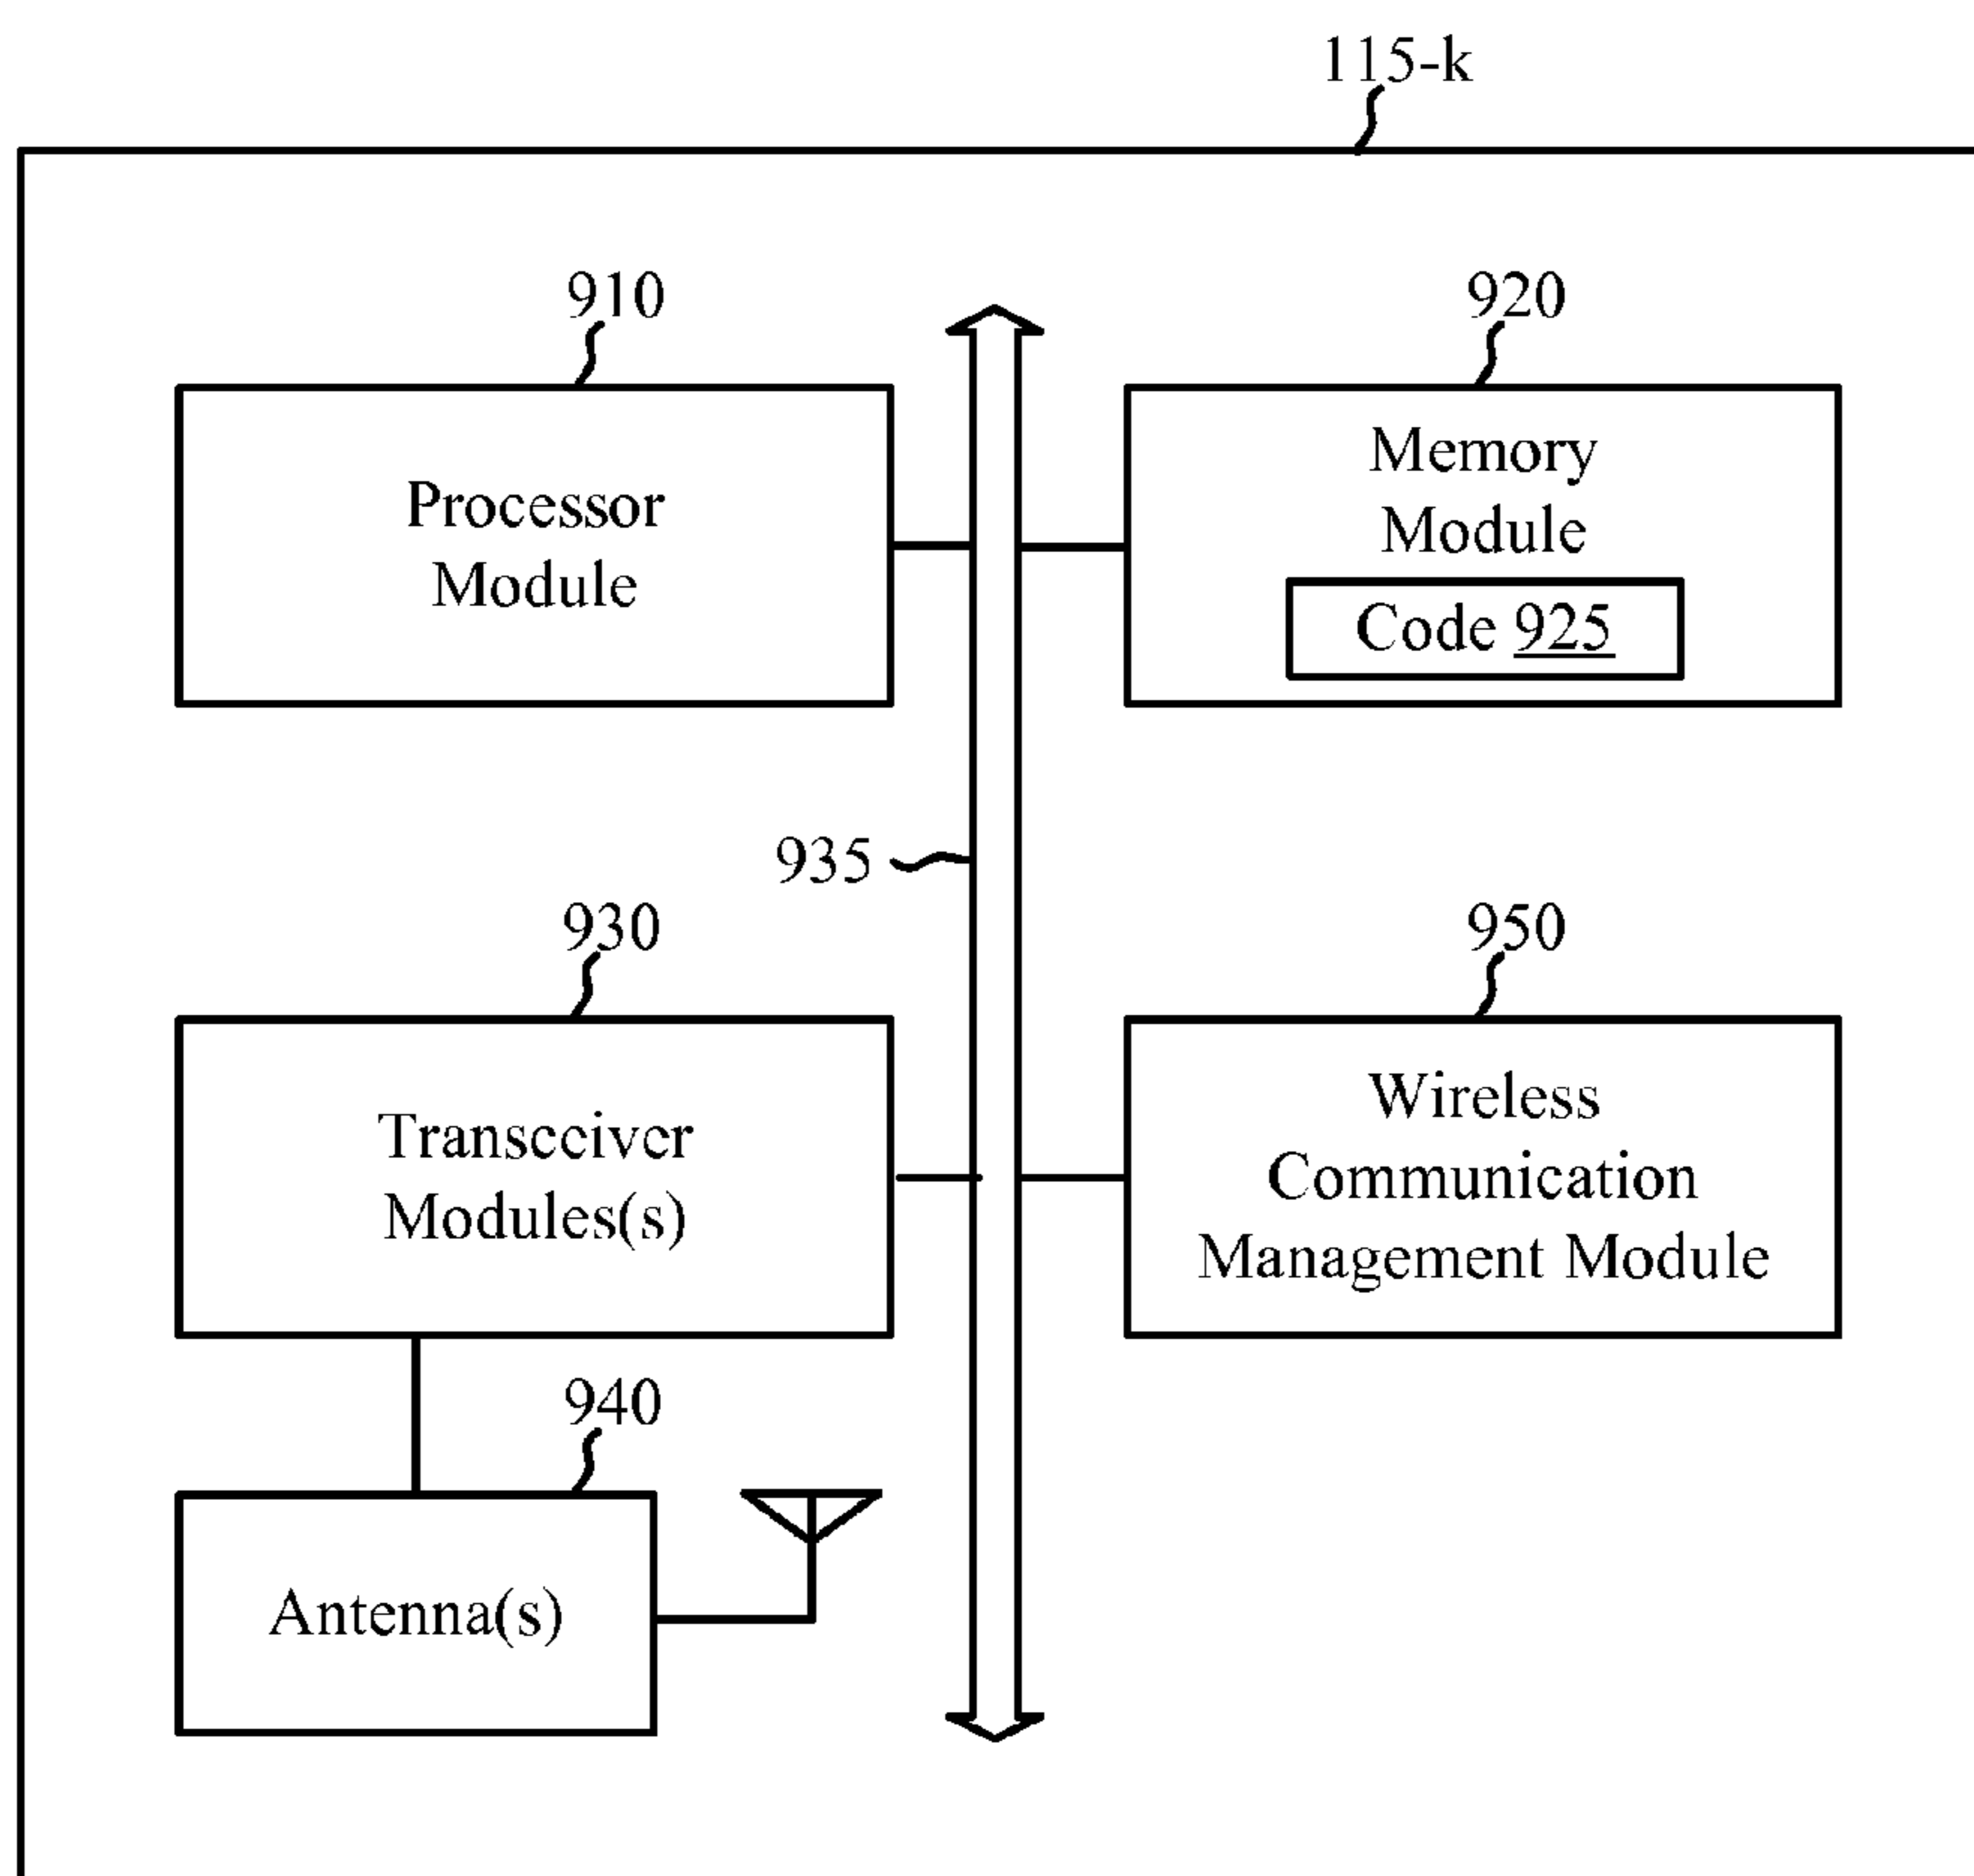 115-k
910
920
Processor
Module
Memory
Module
Code 925
935
930
950
Transceiver
Modules(s)
Wireless
Communication
Management Module
940
Antenna(s)